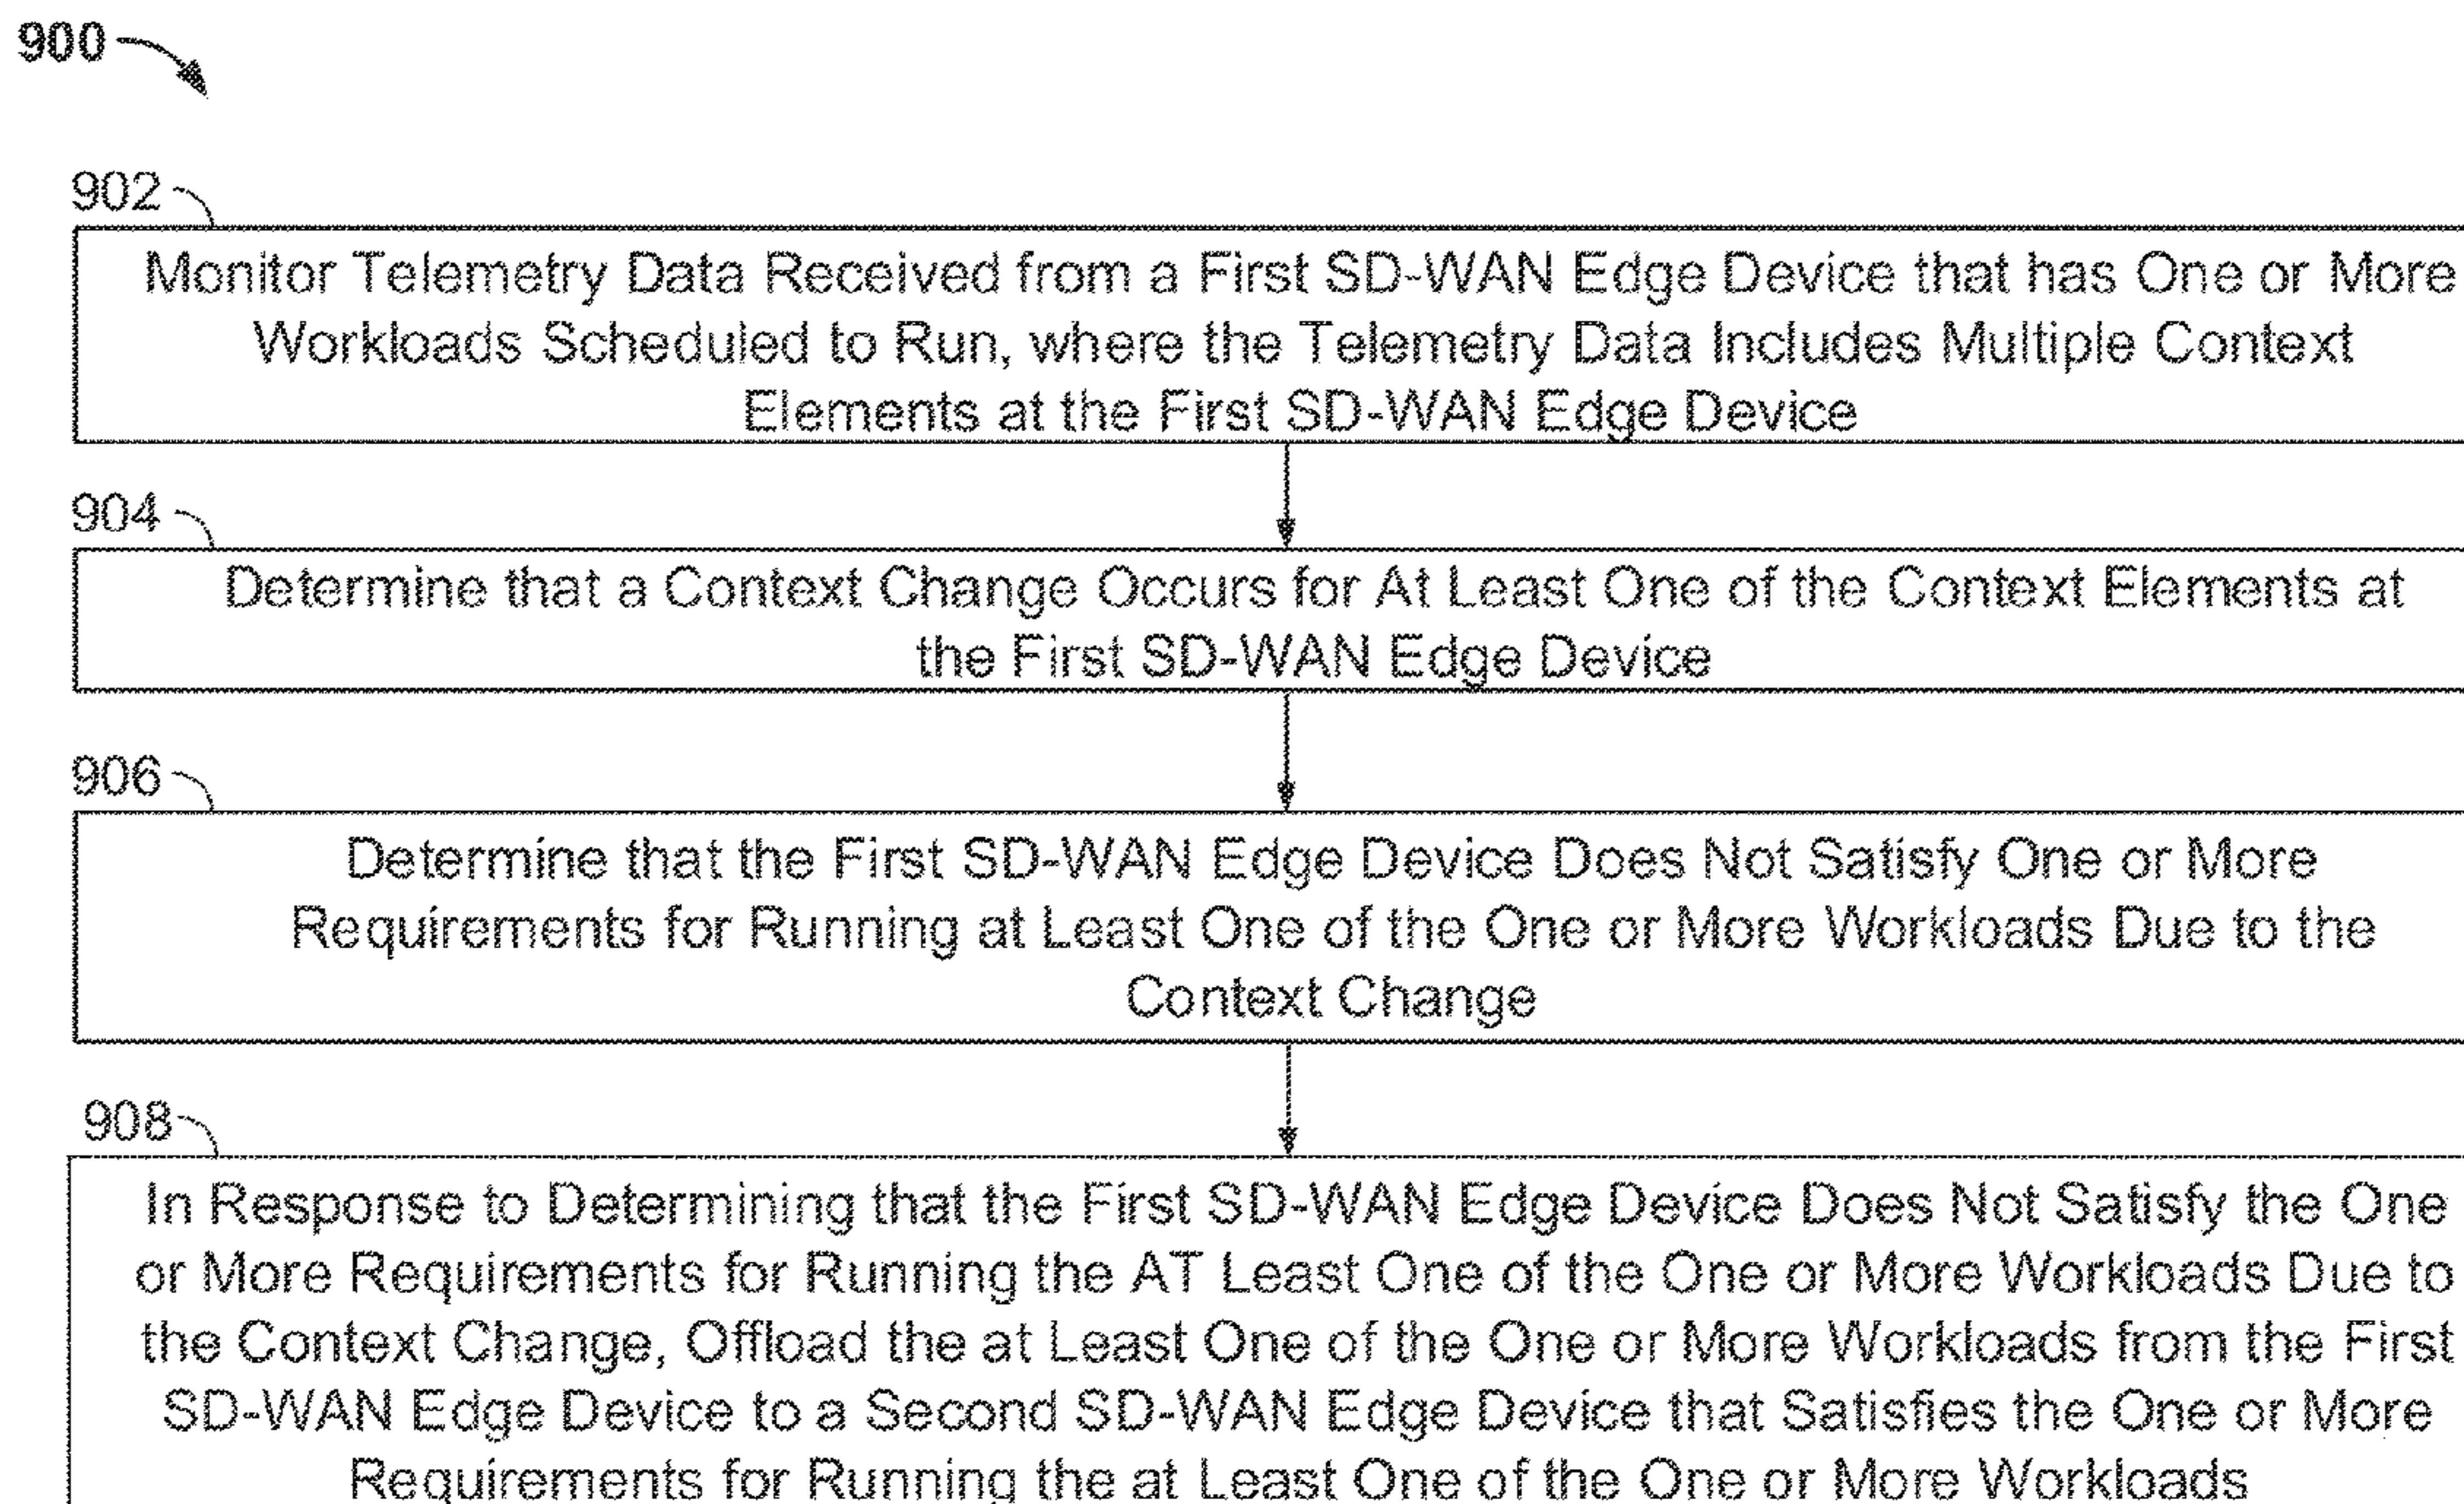 900
902
Monitor Telemetry Data Received from a First SD-WAN Edge Device that has One or More
Workloads Scheduled to Run, where the Telemetry Data Includes Multiple Context
Elements at the First SD-WAN Edge Device
904
Determine that a Context Change Occurs for At Least One of the Context Elements at
the First SD-WAN Edge Device
906
Determine that the First SD-WAN Edge Device Does Not Satisfy One or More
Requirements for Running at Least One of the One or More Workloads Due to the
Context Change
908
In Response to Determining that the First SD-WAN Edge Device Does Not Satisfy the One
or More Requirements for Running the AT Least One of the One or More Workloads Due to
the Context Change, Offload the at Least One of the One or More Workloads from the First
SD-WAN Edge Device to a Second SD-WAN Edge Device that Satisfies the One or More
Requirements for Running the at Least One of the One or More Workloads